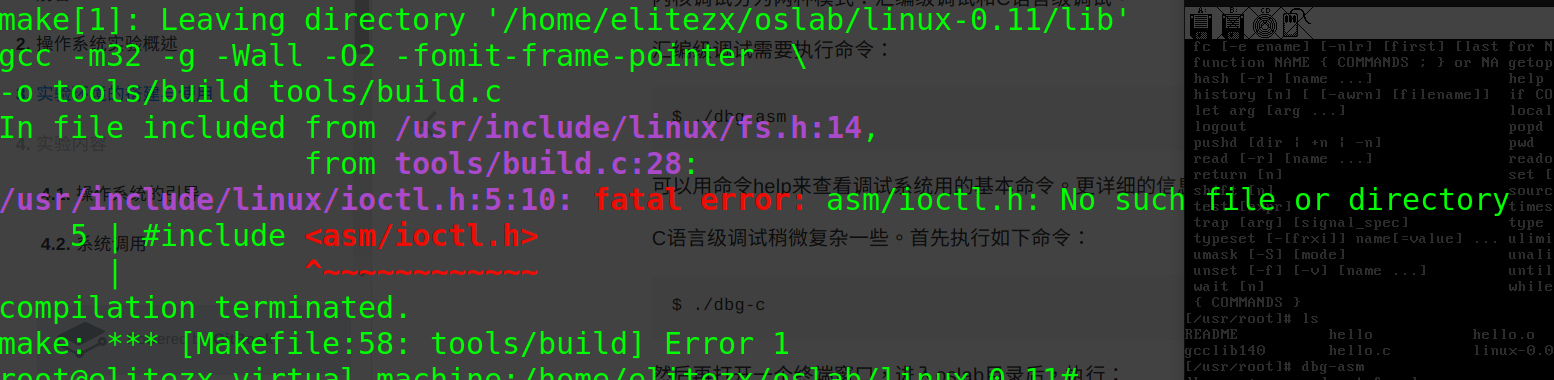 make[1]: Leaving directory '/home/elitezx/oslab/linux-0.11/lib'
gcc -m32 -g -Wall -O2 -fomit-frame-pointer \
-o tools/build tools/build.c
In file included from /usr/include/linux/fs.h:14,
from tools/build.c:28:
/usr/include/linux/ioctl.h:5:10: fatal error: asm/ioctl.h: No such file or directory
5 | #include <asm/ioctl.h>
| ^~~~~~~~~~~~~
compilation terminated.
make: *** [Makefile:58: tools/build] Error 1
root@elitezx-virtual-machine:/home/elitezx/oslab/linux-0.11#
2. 操作系统实验概述
4. 实验内容
4.1. 操作系统的引导
4.2. 系统调用
汇编级调试需要执行命令：
$ ./dbg-asm
可以用命令help来查看调试系统用的基本命令。更详细的信息
C语言级调试稍微复杂一些。首先执行如下命令：
$ ./dbg-c
A: B: CD
fc [-e ename] [-nlr] [first] [last for N
function NAME { COMMANDS ; } or NA getop
hash [-r] [name ...] help
history [n] [ [-awrn] [filename]] if CO
let arg [arg ...] local
logout popd
pushd [dir | +n | -n] pwd
read [-r] [name ...] reado
return [n] set [
sourc
times
trap [arg] [signal_spec] type
typeset [-[frxi]] name[=value] ... ulimi
umask [-S] [mode] unali
unset [-f] [-v] [name ...] until
wait [n] while
{ COMMANDS }
[/usr/root]# ls
README hello hello.o
gcclib140 hello.c linux-0.0
[/usr/root]# dbg-asm